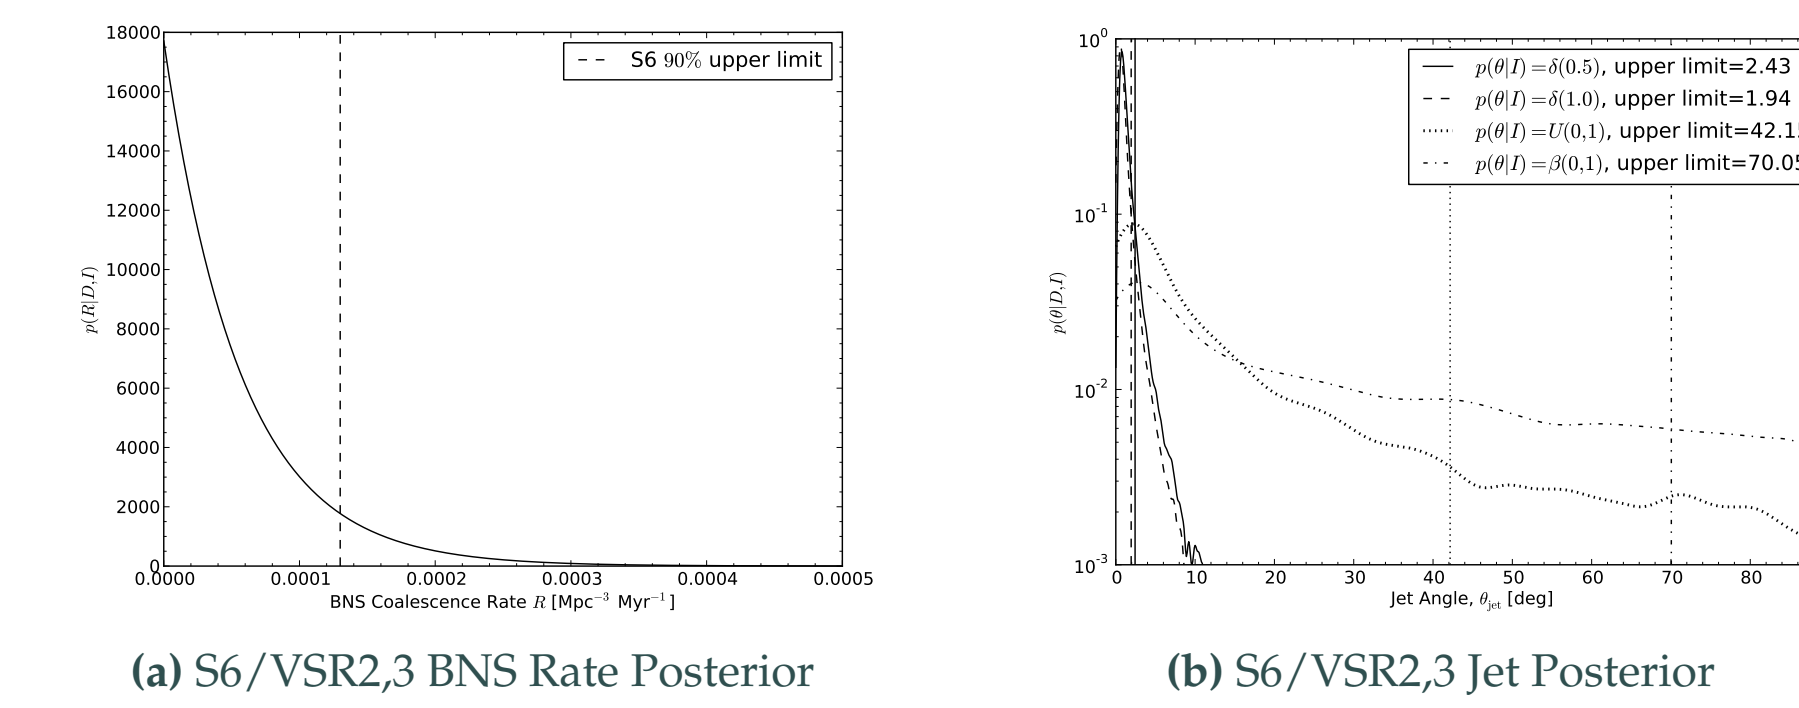 18000
16000
14000
12000
10000
8000
6000
4000
2000
0
p(R|D,I)
S6 90% upper limit
0.0000 0.0001 0.0002 0.0003 0.0004 0.0005
BNS Coalescence Rate R [Mpc⁻³ Myr⁻¹]
(a) S6/VSR2,3 BNS Rate Posterior
10⁰
10⁻¹
10⁻²
10⁻³
p(θ|D,I)
p(θ|I)=δ(0.5), upper limit=2.43
p(θ|I)=δ(1.0), upper limit=1.94
p(θ|I)=U(0,1), upper limit=42.1
p(θ|I)=β(0,1), upper limit=70.05
0 10 20 30 40 50 60 70 80
Jet Angle, θjet [deg]
(b) S6/VSR2,3 Jet Posterior